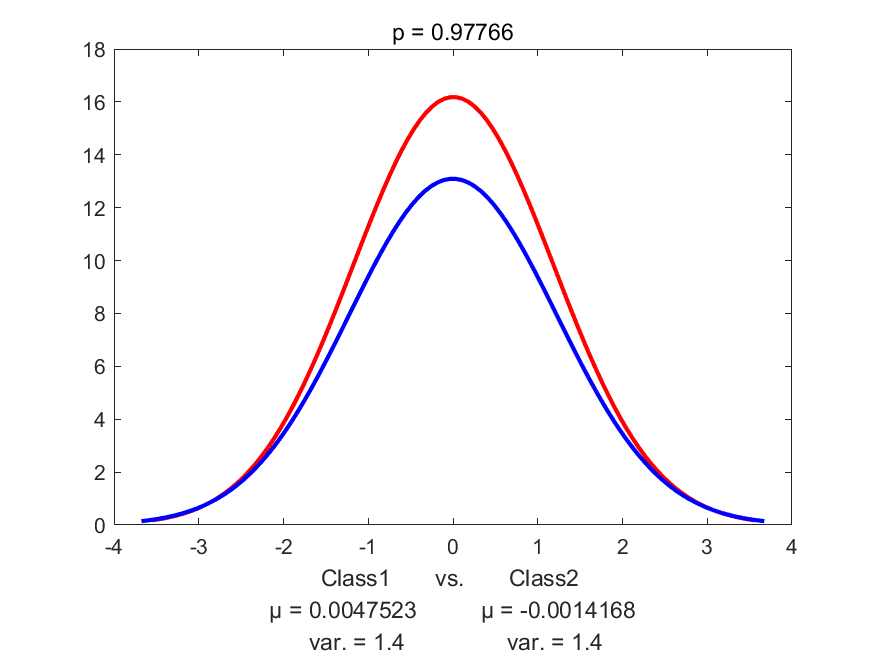 p = 0.97766
18
16
14
12
10
8
6
4
2
0
-4 -3 -2 -1 0 1 2 3 4
Class1 vs. Class2
μ = 0.0047523 μ = -0.0014168
var. = 1.4 var. = 1.4